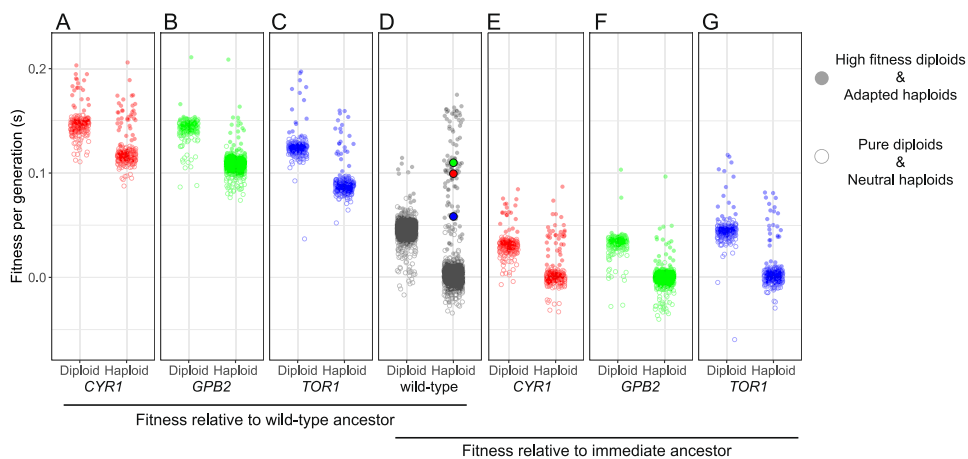 A B C D E F G
Fitness per generation (s)
0,2
0.1
0.0
Diploid Haploid Diploid Haploid Diploid Haploid Diploid Haploid Diploid Haploid Diploid Haploid Diploid Haploid
CYR1 GPB2 TOR1 wild-type CYR1 GPB2 TOR1
Fitness relative to wild-type ancestor
Fitness relative to immediate ancestor
High fitness diploids
&
Adapted haploids
Pure diploids
&
Neutral haploids